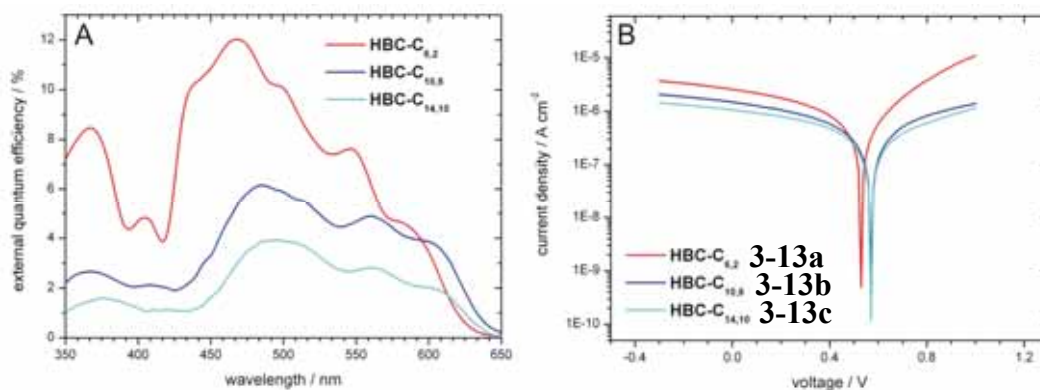 A
HBC-C6,2
HBC-C10,6
HBC-C14,10
external quantum efficiency / %
12
10
8
6
4
2
0
350 400 450 500 550 600 650
wavelength / nm
B
1E-5
1E-6
1E-7
1E-8
1E-9
1E-10
current density / A cm-2
HBC-C6,2 3-13a
HBC-C10,6 3-13b
HBC-C14,10 3-13c
-0.4 0.0 0.4 0.8 1.2
voltage / V